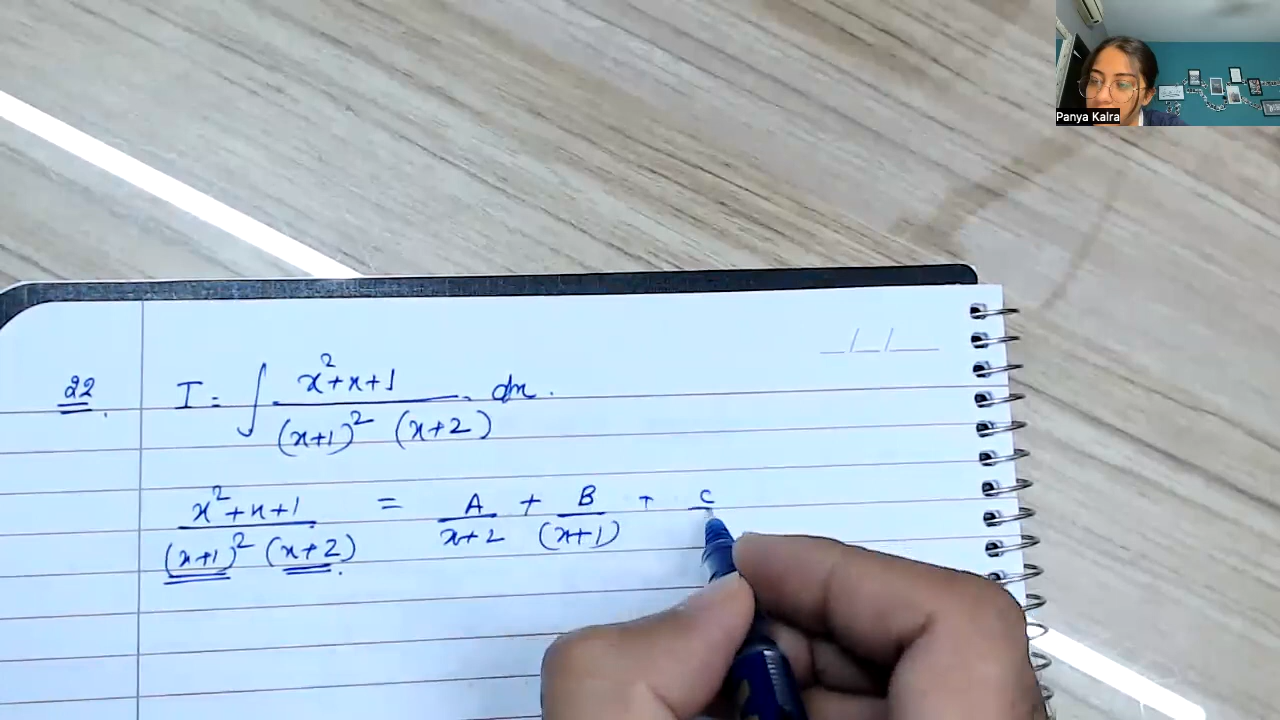 Panya Kalra
_/_/_
22. I = ∫ x²+x+1 / (x+1)² (x+2) dx.
x²+x+1 / (x+1)² (x+2) = A / x+2 + B / (x+1) + C